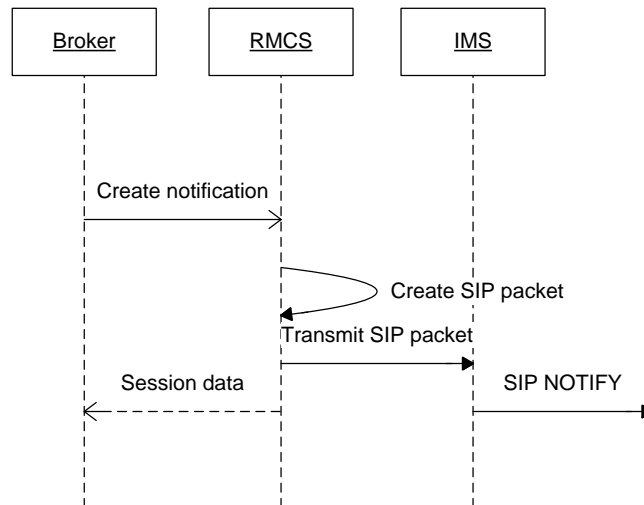 Broker
RMCS
IMS
Create notification
Create SIP packet
Transmit SIP packet
Session data
SIP NOTIFY